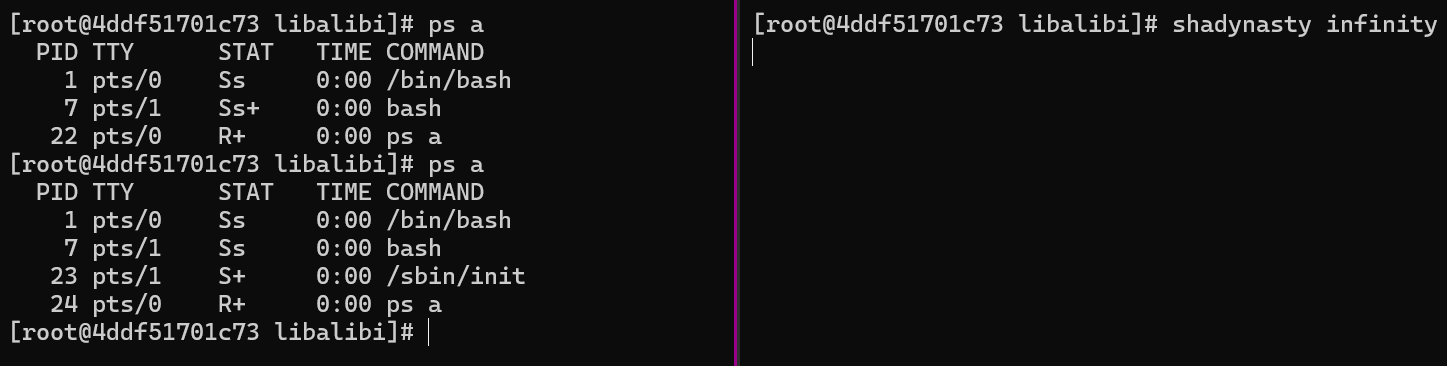 [root@4ddf51701c73 libalibi]# ps a
  PID TTY      STAT   TIME COMMAND
    1 pts/0    Ss     0:00 /bin/bash
    7 pts/1    Ss+    0:00 bash
   22 pts/0    R+     0:00 ps a
[root@4ddf51701c73 libalibi]# ps a
  PID TTY      STAT   TIME COMMAND
    1 pts/0    Ss     0:00 /bin/bash
    7 pts/1    Ss     0:00 bash
   23 pts/1    S+     0:00 /sbin/init
   24 pts/0    R+     0:00 ps a
[root@4ddf51701c73 libalibi]#
[root@4ddf51701c73 libalibi]# shadynasty infinity